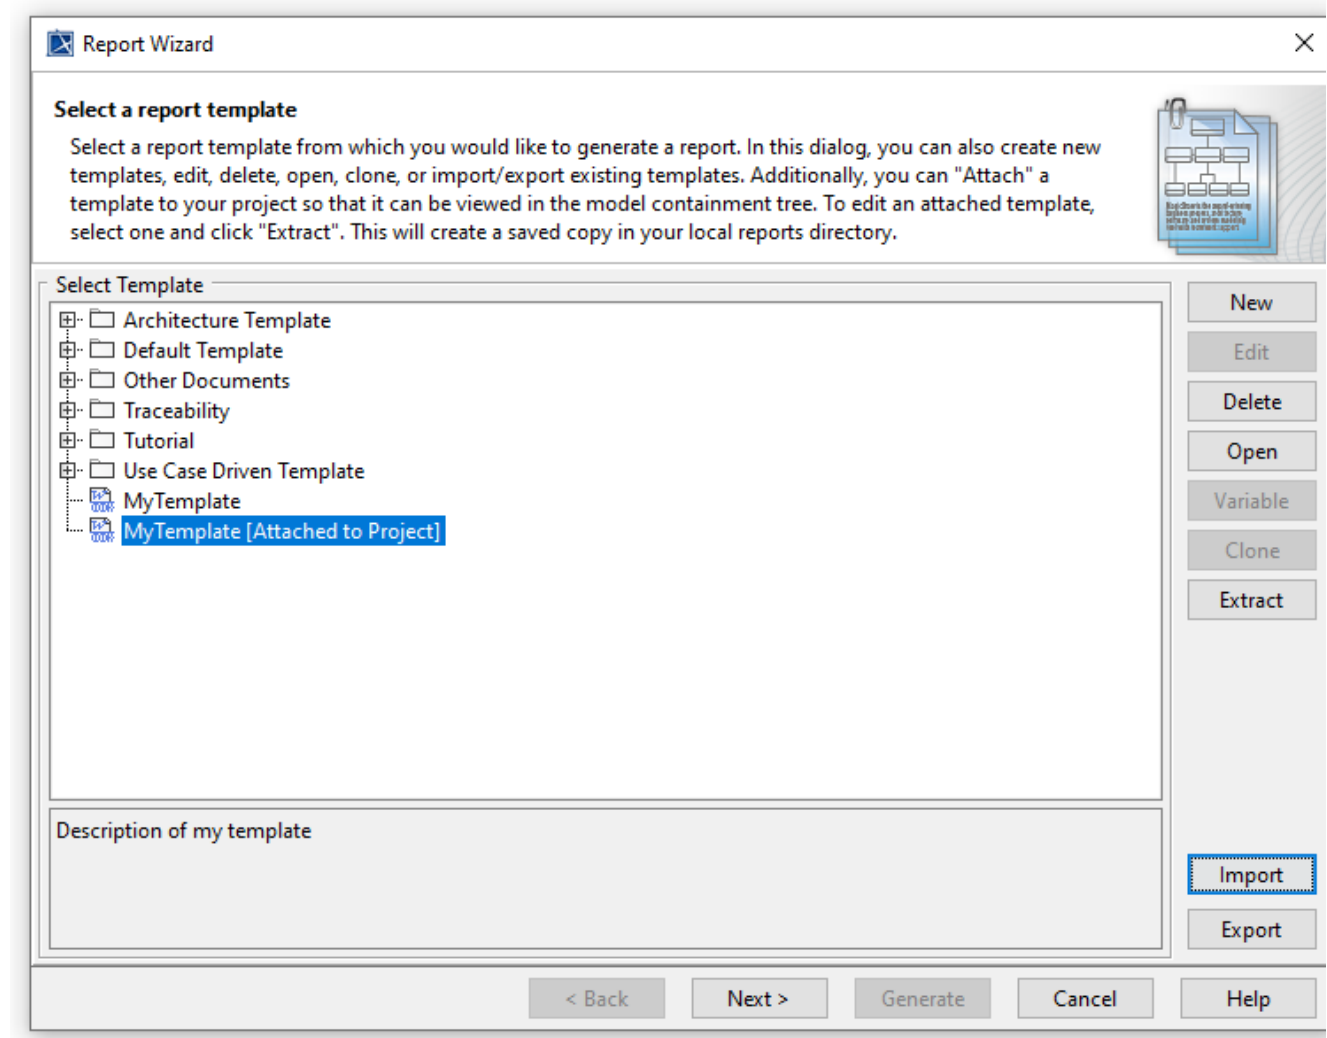 Report Wizard
Select a report template
Select a report template from which you would like to generate a report. In this dialog, you can also create new
templates, edit, delete, open, clone, or import/export existing templates. Additionally, you can "Attach" a
template to your project so that it can be viewed in the model containment tree. To edit an attached template,
select one and click "Extract". This will create a saved copy in your local reports directory.
Select Template
Architecture Template
Default Template
Other Documents
Traceability
Tutorial
Use Case Driven Template
MyTemplate
MyTemplate [Attached to Project]
New
Edit
Delete
Open
Variable
Clone
Extract
Description of my template
Import
Export
< Back
Next >
Generate
Cancel
Help